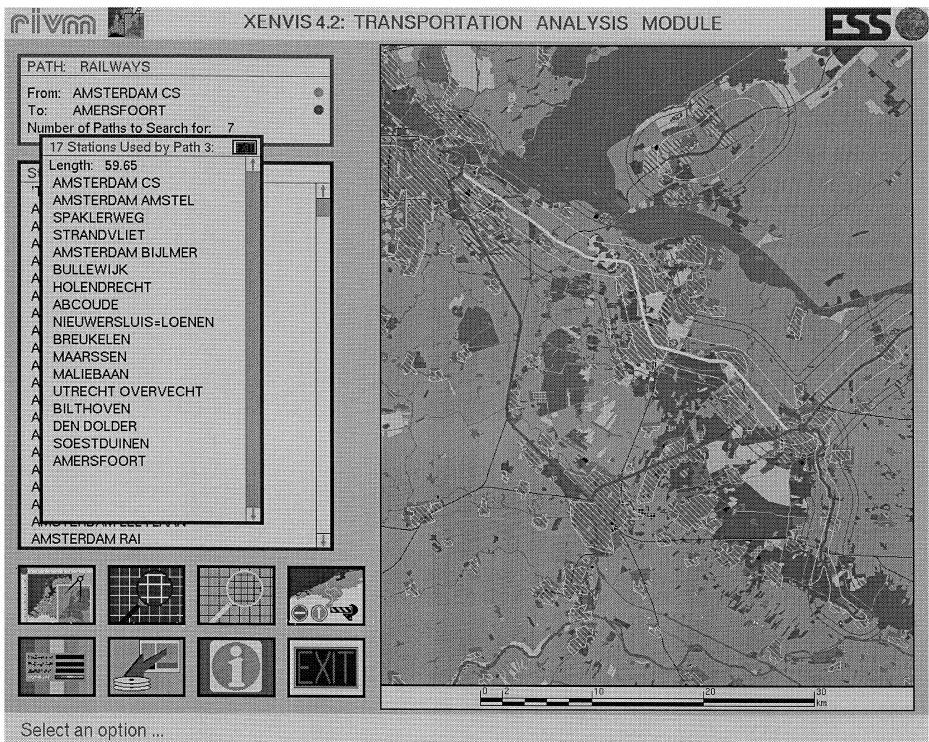 rivm
XENVIS 4.2: TRANSPORTATION ANALYSIS MODULE
ESS
PATH: RAILWAYS
From: AMSTERDAM CS
To: AMERSFOORT
Number of Paths to Search for: 7
17 Stations Used by Path 3:
Length: 59.65
AMSTERDAM CS
AMSTERDAM AMSTEL
SPAKLERWEG
STRANDVLIET
AMSTERDAM BIJLMER
BULLEWIJK
HOLENDRECHT
ABCOUDE
NIEUWERSLUIS=LOENEN
BREUKELEN
MAARSSEN
MALIEBAAN
UTRECHT OVERVECHT
BILTHOVEN
DEN DOLDER
SOESTDUINEN
AMERSFOORT
AMSTERDAM RAI
EXIT
0 2 10 20 30
km
Select an option ...